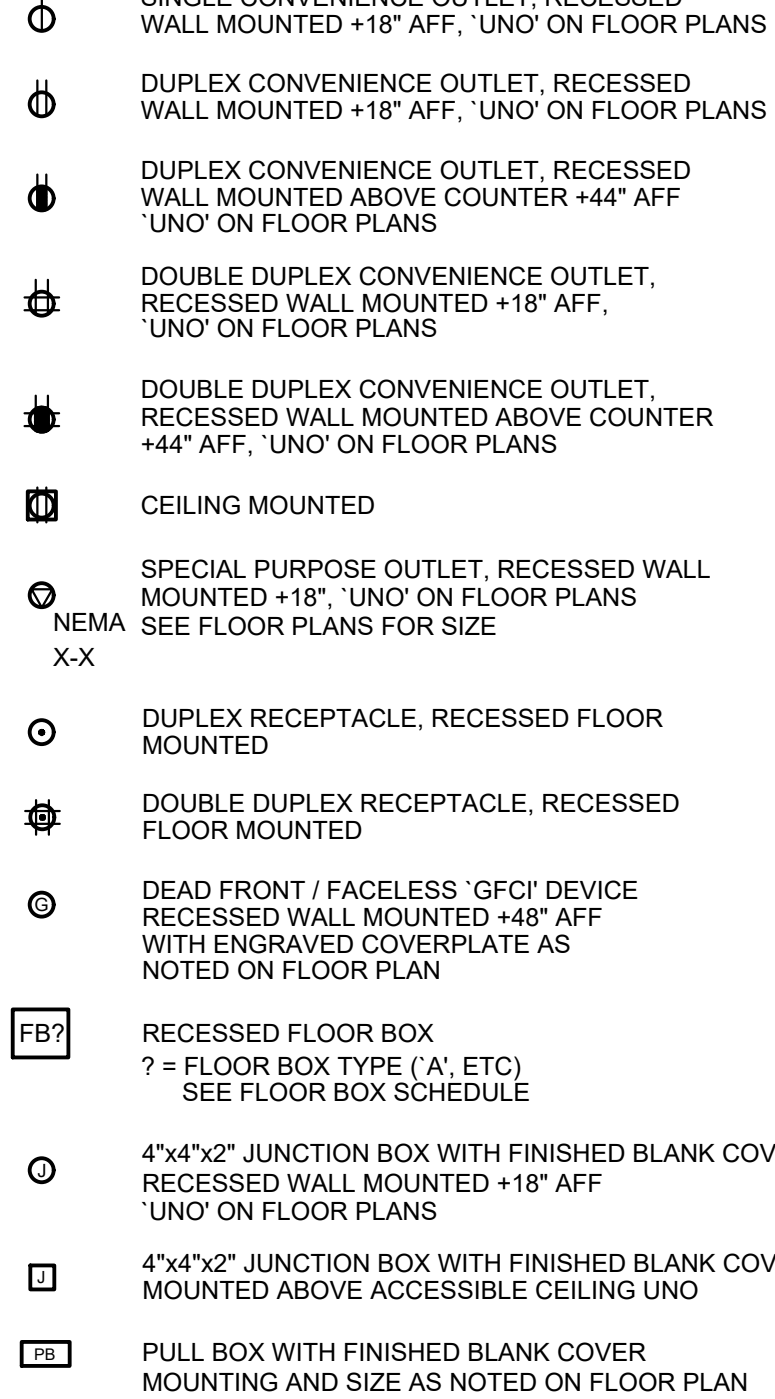 SINGLE CONVENIENCE OUTLET, RECESSED
WALL MOUNTED +18" AFF, `UNO' ON FLOOR PLANS
DUPLEX CONVENIENCE OUTLET, RECESSED
WALL MOUNTED +18" AFF, `UNO' ON FLOOR PLANS
DUPLEX CONVENIENCE OUTLET, RECESSED
WALL MOUNTED ABOVE COUNTER +44" AFF
`UNO' ON FLOOR PLANS
DOUBLE DUPLEX CONVENIENCE OUTLET,
RECESSED WALL MOUNTED +18" AFF,
`UNO' ON FLOOR PLANS
DOUBLE DUPLEX CONVENIENCE OUTLET,
RECESSED WALL MOUNTED ABOVE COUNTER
+44" AFF, `UNO' ON FLOOR PLANS
CEILING MOUNTED
SPECIAL PURPOSE OUTLET, RECESSED WALL
MOUNTED +18", `UNO' ON FLOOR PLANS
NEMA SEE FLOOR PLANS FOR SIZE
X-X
DUPLEX RECEPTACLE, RECESSED FLOOR
MOUNTED
DOUBLE DUPLEX RECEPTACLE, RECESSED
FLOOR MOUNTED
G DEAD FRONT / FACELESS `GFCI' DEVICE
RECESSED WALL MOUNTED +48" AFF
WITH ENGRAVED COVERPLATE AS
NOTED ON FLOOR PLAN
FB? RECESSED FLOOR BOX
? = FLOOR BOX TYPE (`A', ETC)
SEE FLOOR BOX SCHEDULE
J 4"x4"x2" JUNCTION BOX WITH FINISHED BLANK COV
RECESSED WALL MOUNTED +18" AFF
`UNO' ON FLOOR PLANS
J 4"x4"x2" JUNCTION BOX WITH FINISHED BLANK COV
MOUNTED ABOVE ACCESSIBLE CEILING UNO
PB PULL BOX WITH FINISHED BLANK COVER
MOUNTING AND SIZE AS NOTED ON FLOOR PLAN